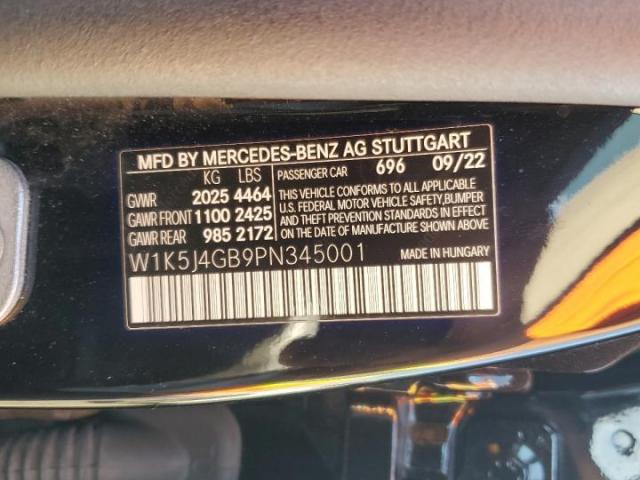 MFD BY MERCEDES-BENZ AG STUTTGART
KG LBS
PASSENGER CAR 696 09/22
GVWR 2025 4464
GAWR FRONT 1100 2425
GAWR REAR 985 2172
THIS VEHICLE CONFORMS TO ALL APPLICABLE
U.S. FEDERAL MOTOR VEHICLE SAFETY,BUMPER
AND THEFT PREVENTION STANDARDS IN
EFFECT ON THE DATE OF MANUFACTURE
SHOWN ABOVE.
W1K5J4GB9PN345001
MADE IN HUNGARY